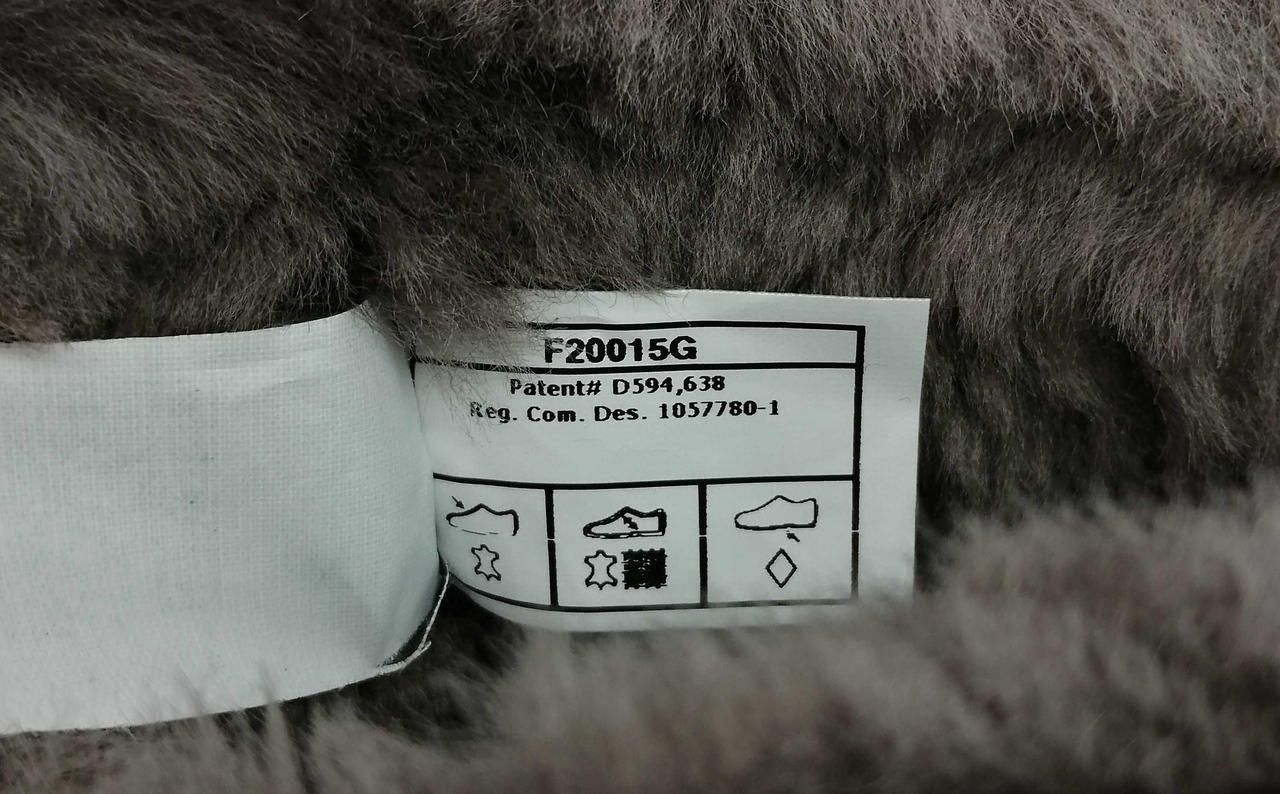 F20015G
Patent# D594,638
Reg. Com. Des. 1057780-1